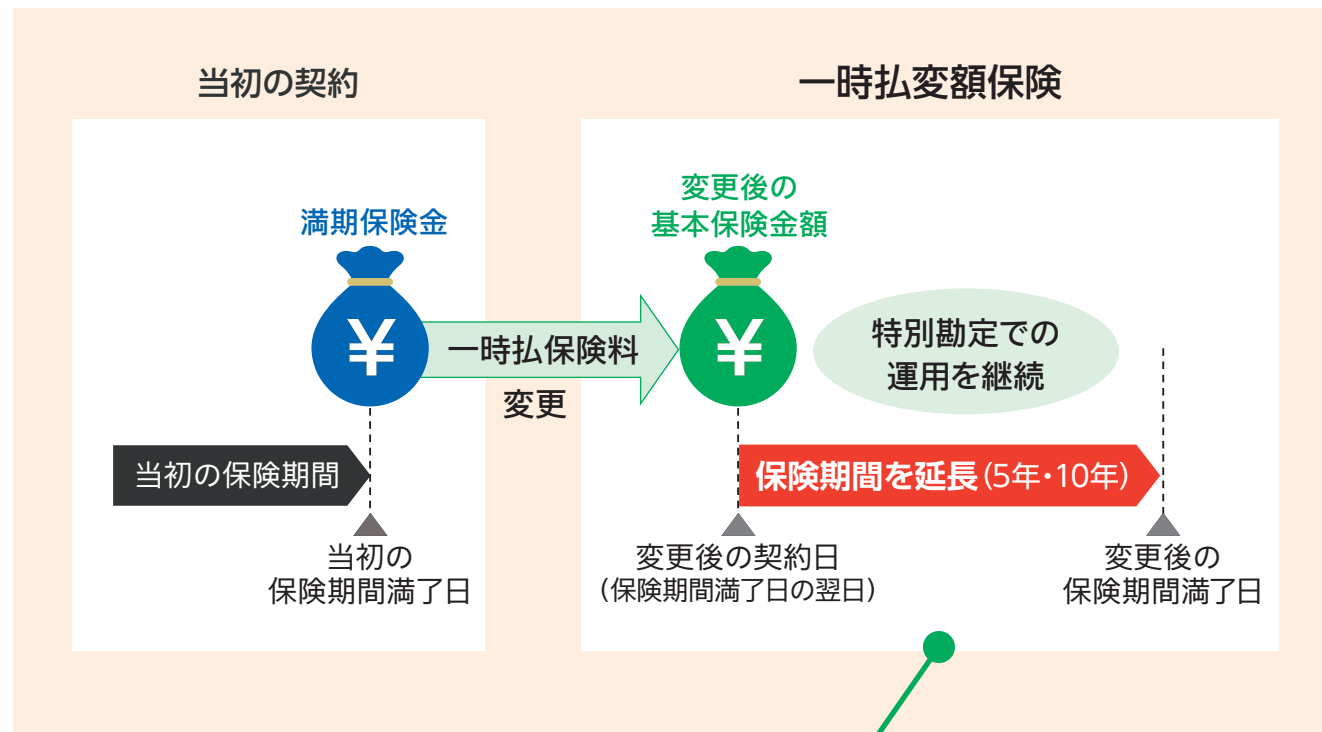 当初の契約
満期保険金
¥
一時払保険料
変更
当初の保険期間
当初の
保険期間満了日
一時払変額保険
変更後の
基本保険金額
¥
特別勘定での
運用を継続
保険期間を延長(5年・10年)
変更後の契約日
(保険期間満了日の翌日)
変更後の
保険期間満了日